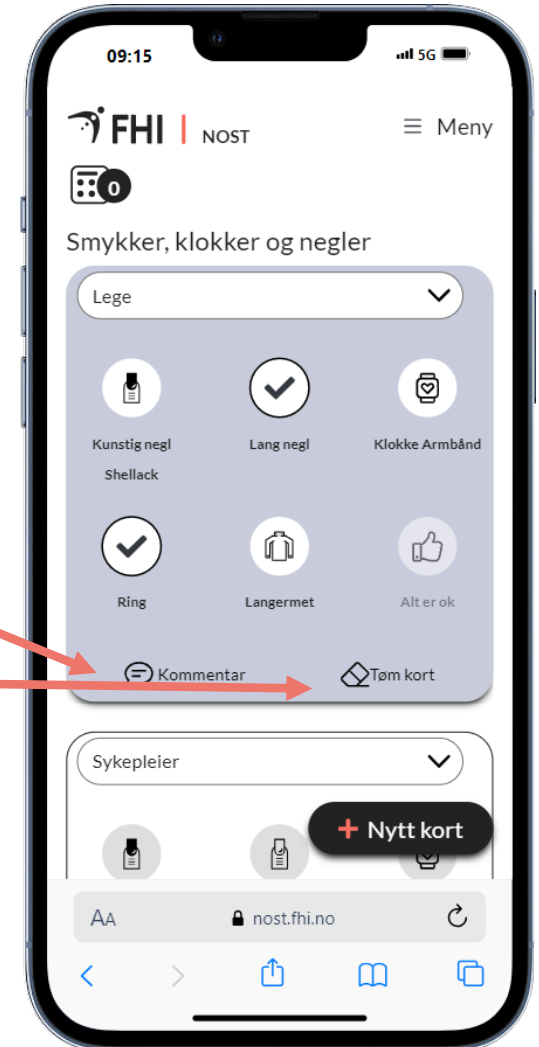 09:15
5G
FHI | NOST
Meny
0
Smykker, klokker og negler
Lege
Kunstig negl
Shellack
Lang negl
Klokke Armbånd
Ring
Langermet
Alt er ok
Kommentar
Tøm kort
Sykepleier
+ Nytt kort
AA
nost.fhi.no